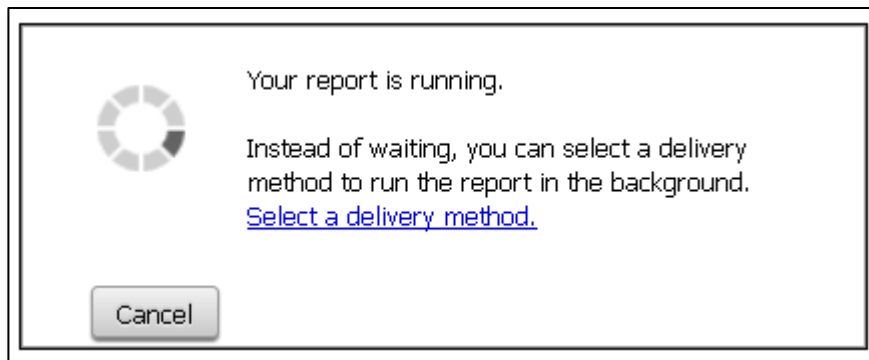 Your report is running.
Instead of waiting, you can select a delivery
method to run the report in the background.
Select a delivery method.
Cancel